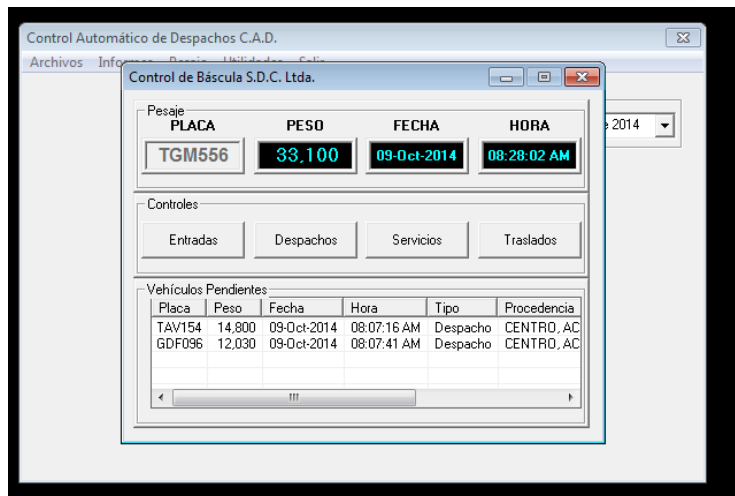 Control Automático de Despachos C.A.D.
Archivos
Control de Báscula S.D.C. Ltda.
Pesaje
PLACA PESO FECHA HORA
2014
TGM556 33,100 09-Oct-2014 08:28:02 AM
Controles
Entradas Despachos Servicios Traslados
Vehículos Pendientes
Placa Peso Fecha Hora Tipo Procedencia
TAV154 14,800 09-Oct-2014 08:07:16 AM Despacho CENTRO, AC
GDF096 12,030 09-Oct-2014 08:07:41 AM Despacho CENTRO, AC